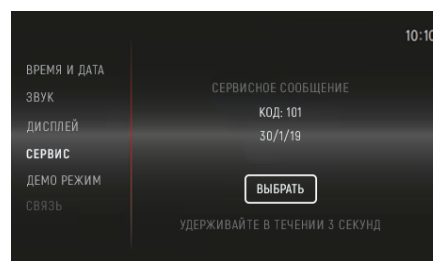 10:10
ВРЕМЯ И ДАТА
ЗВУК
ДИСПЛЕЙ
СЕРВИС
ДЕМО РЕЖИМ
СВЯЗЬ
СЕРВИСНОЕ СООБЩЕНИЕ
КОД: 101
30/1/19
ВЫБРАТЬ
УДЕРЖИВАЙТЕ В ТЕЧЕНИИ 3 СЕКУНД